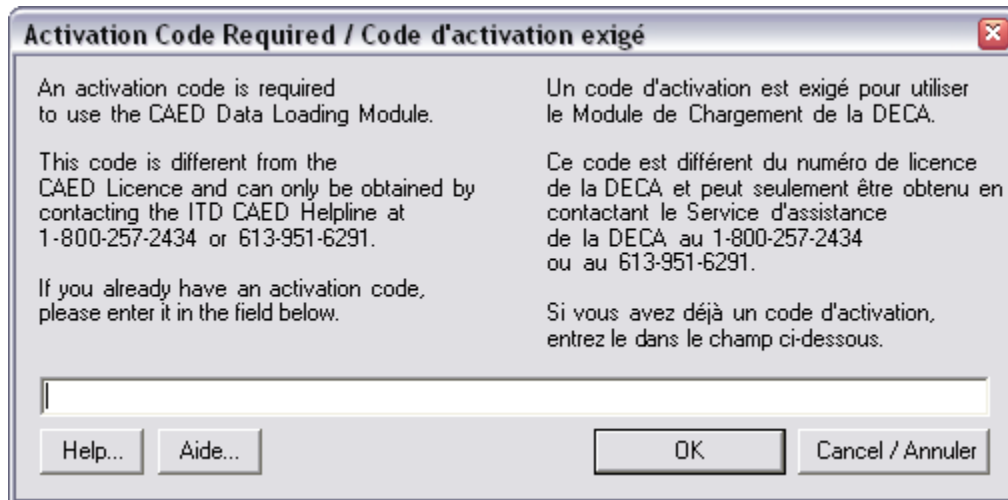 Activation Code Required / Code d'activation exigé
An activation code is required
to use the CAED Data Loading Module.
This code is different from the
CAED Licence and can only be obtained by
contacting the ITD CAED Helpline at
1-800-257-2434 or 613-951-6291.
If you already have an activation code,
please enter it in the field below.
Un code d'activation est exigé pour utiliser
le Module de Chargement de la DECA.
Ce code est différent du numéro de licence
de la DECA et peut seulement être obtenu en
contactant le Service d'assistance
de la DECA au 1-800-257-2434
ou au 613-951-6291.
Si vous avez déjà un code d'activation,
entrez le dans le champ ci-dessous.
Help... Aide... OK Cancel / Annuler